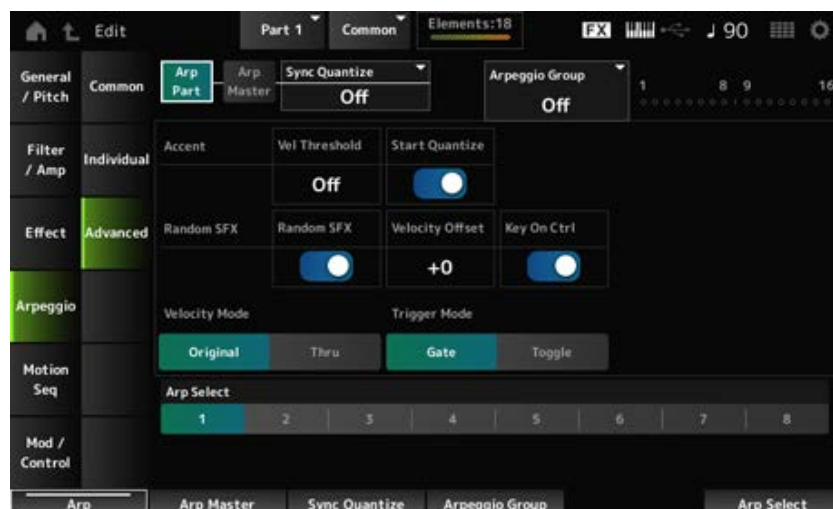 Edit Part 1 Common Elements:18 FX ♩ 90
General / Pitch
Common
Arp Part
Arp Master
Sync Quantize
Off
Arpeggio Group
Off
1 8 9 16
Filter / Amp
Individual
Accent
Vel Threshold
Off
Start Quantize
Effect
Advanced
Random SFX
Random SFX
Velocity Offset
+0
Key On Ctrl
Arpeggio
Velocity Mode
Original Thru
Trigger Mode
Gate Toggle
Motion Seq
Arp Select
1 2 3 4 5 6 7 8
Mod / Control
Arp Arp Master Sync Quantize Arpeggio Group Arp Select